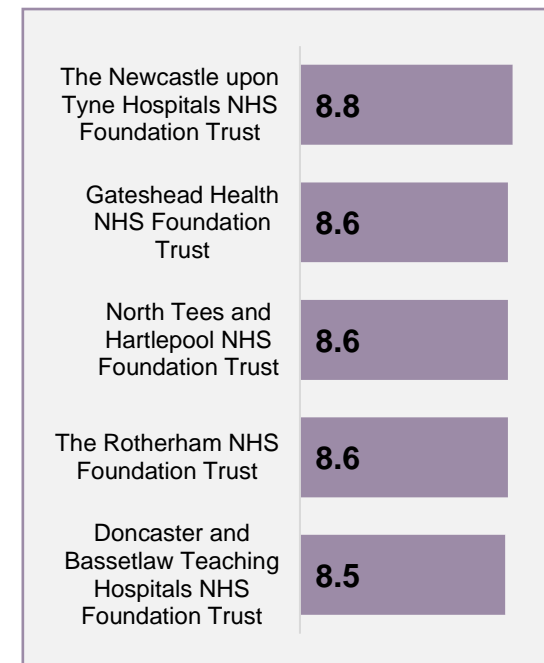 The Newcastle upon
Tyne Hospitals NHS
Foundation Trust
8.8
Gateshead Health
NHS Foundation
Trust
8.6
North Tees and
Hartlepool NHS
Foundation Trust
8.6
The Rotherham NHS
Foundation Trust
8.6
Doncaster and
Bassetlaw Teaching
Hospitals NHS
Foundation Trust
8.5